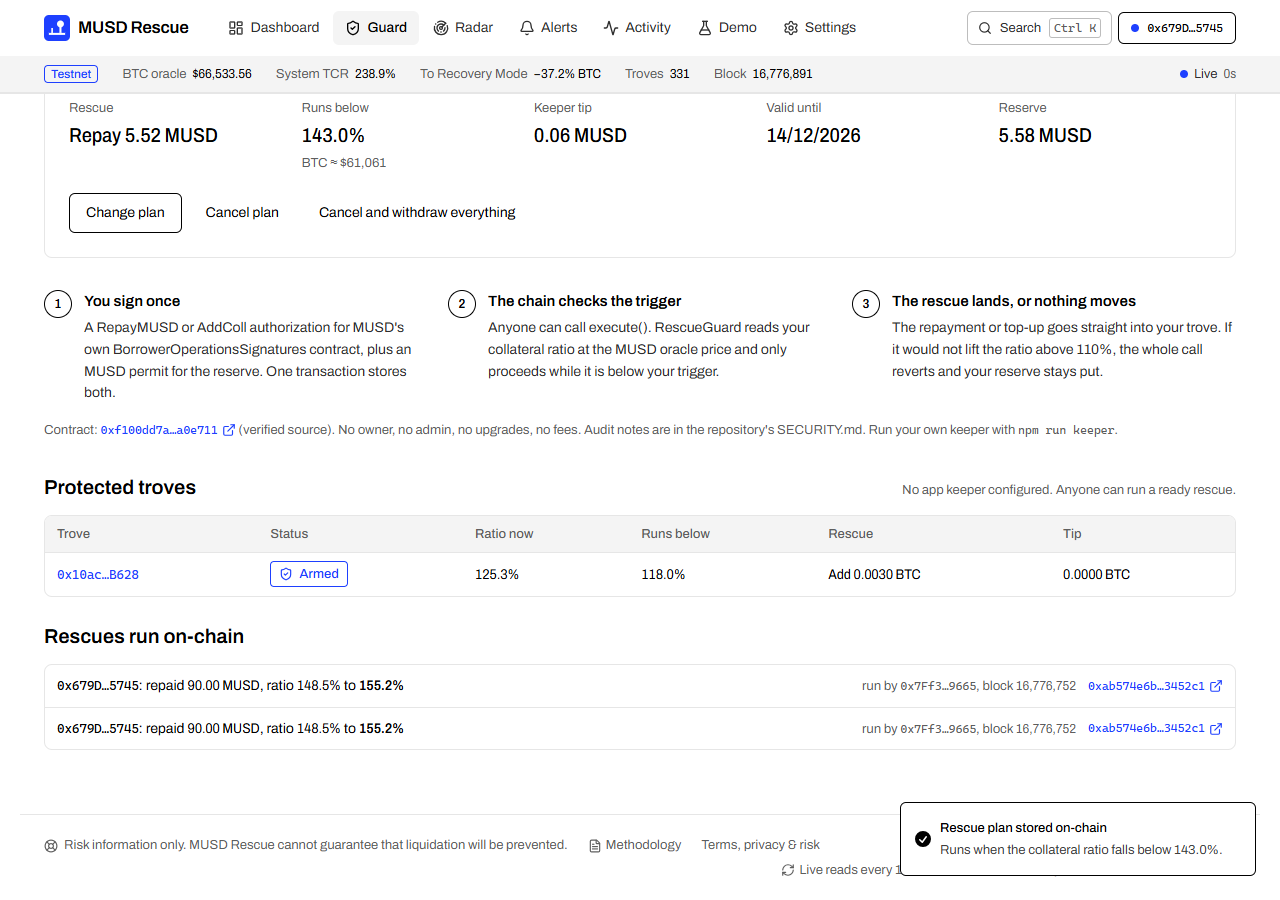 MUSD Rescue
Dashboard
Guard
Radar
Alerts
Activity
Demo
Settings
Search Ctrl K
0x679D…5745
Testnet
BTC oracle $66,533.56
System TCR 238.9%
To Recovery Mode −37.2% BTC
Troves 331
Block 16,776,891
Live 0s
Rescue
Runs below
Keeper tip
Valid until
Reserve
Repay 5.52 MUSD
143.0%
0.06 MUSD
14/12/2026
5.58 MUSD
BTC ≈ $61,061
Change plan
Cancel plan
Cancel and withdraw everything
1
You sign once
A RepayMUSD or AddColl authorization for MUSD's
own BorrowerOperationsSignatures contract, plus an
MUSD permit for the reserve. One transaction stores
both.
2
The chain checks the trigger
Anyone can call execute(). RescueGuard reads your
collateral ratio at the MUSD oracle price and only
proceeds while it is below your trigger.
3
The rescue lands, or nothing moves
The repayment or top-up goes straight into your trove. If
it would not lift the ratio above 110%, the whole call
reverts and your reserve stays put.
Contract: 0xf100dd7a…a0e711 (verified source). No owner, no admin, no upgrades, no fees. Audit notes are in the repository's SECURITY.md. Run your own keeper with npm run keeper.
Protected troves
No app keeper configured. Anyone can run a ready rescue.
Trove
Status
Ratio now
Runs below
Rescue
Tip
0x10ac…B628
Armed
125.3%
118.0%
Add 0.0030 BTC
0.0000 BTC
Rescues run on-chain
0x679D…5745: repaid 90.00 MUSD, ratio 148.5% to 155.2%
run by 0x7Ff3…9665, block 16,776,752 0xab574e6b…3452c1
0x679D…5745: repaid 90.00 MUSD, ratio 148.5% to 155.2%
run by 0x7Ff3…9665, block 16,776,752 0xab574e6b…3452c1
Risk information only. MUSD Rescue cannot guarantee that liquidation will be prevented.
Methodology
Terms, privacy & risk
Live reads every
Rescue plan stored on-chain
Runs when the collateral ratio falls below 143.0%.